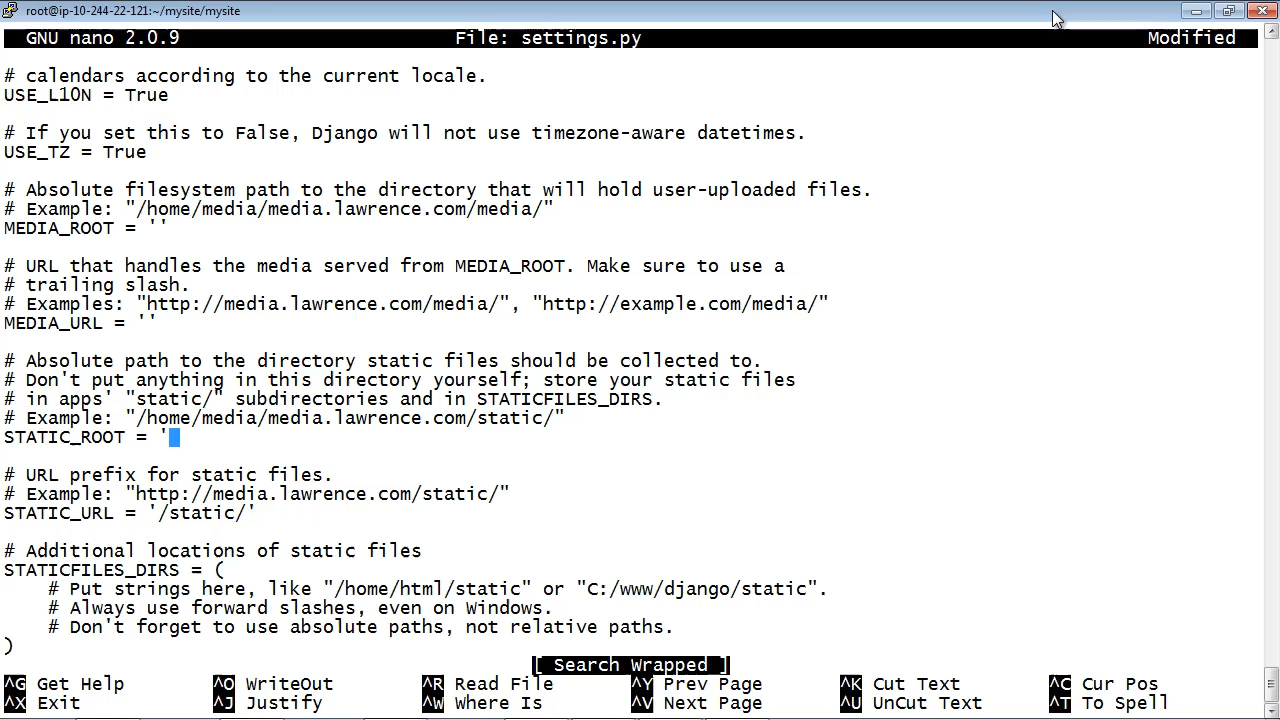 root@ip-10-244-22-121:~/mysite/mysite
GNU nano 2.0.9 File: settings.py Modified
# calendars according to the current locale.
USE_L10N = True
# If you set this to False, Django will not use timezone-aware datetimes.
USE_TZ = True
# Absolute filesystem path to the directory that will hold user-uploaded files.
# Example: "/home/media/media.lawrence.com/media/"
MEDIA_ROOT = ''
# URL that handles the media served from MEDIA_ROOT. Make sure to use a
# trailing slash.
# Examples: "http://media.lawrence.com/media/", "http://example.com/media/"
MEDIA_URL = ''
# Absolute path to the directory static files should be collected to.
# Don't put anything in this directory yourself; store your static files
# in apps' "static/" subdirectories and in STATICFILES_DIRS.
# Example: "/home/media/media.lawrence.com/static/"
STATIC_ROOT = '
# URL prefix for static files.
# Example: "http://media.lawrence.com/static/"
STATIC_URL = '/static/'
# Additional locations of static files
STATICFILES_DIRS = (
    # Put strings here, like "/home/html/static" or "C:/www/django/static".
    # Always use forward slashes, even on Windows.
    # Don't forget to use absolute paths, not relative paths.
)
[ Search Wrapped ]
^G Get Help ^O WriteOut ^R Read File ^Y Prev Page ^K Cut Text ^C Cur Pos
^X Exit ^J Justify ^W Where Is ^V Next Page ^U UnCut Text ^T To Spell